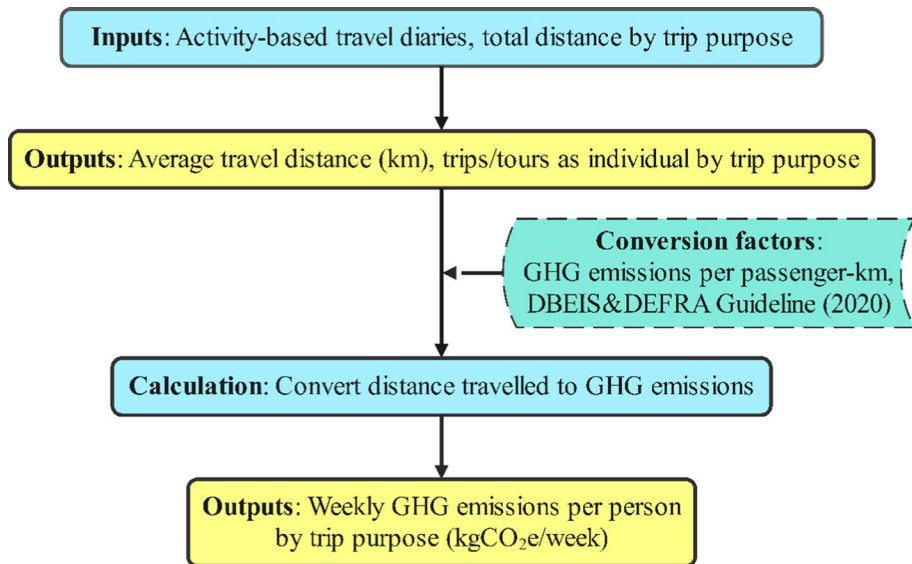 Inputs: Activity-based travel diaries, total distance by trip purpose
Outputs: Average travel distance (km), trips/tours as individual by trip purpose
Conversion factors:
GHG emissions per passenger-km,
DBEIS&DEFRA Guideline (2020)
Calculation: Convert distance travelled to GHG emissions
Outputs: Weekly GHG emissions per person
by trip purpose (kgCO₂e/week)